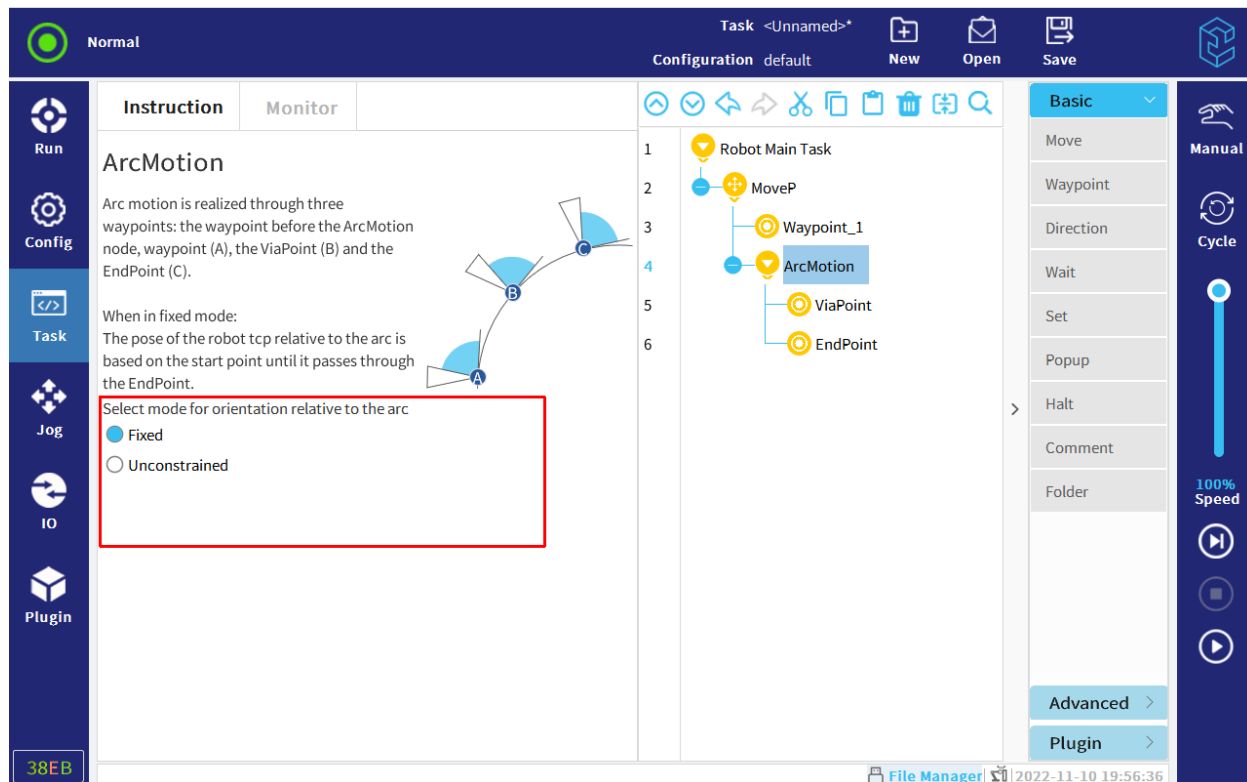 Normal
Task <Unnamed>*
Configuration default
New
Open
Save
Run
Config
Task
Jog
IO
Plugin
38EB
Instruction
Monitor
ArcMotion
Arc motion is realized through three
waypoints: the waypoint before the ArcMotion
node, waypoint (A), the ViaPoint (B) and the
EndPoint (C).
When in fixed mode:
The pose of the robot tcp relative to the arc is
based on the start point until it passes through
the EndPoint.
C
B
A
Select mode for orientation relative to the arc
Fixed
Unconstrained
1 Robot Main Task
2 MoveP
3 Waypoint_1
4 ArcMotion
5 ViaPoint
6 EndPoint
Basic
Move
Waypoint
Direction
Wait
Set
Popup
Halt
Comment
Folder
Advanced
Plugin
Manual
Cycle
100%
Speed
File Manager
2022-11-10 19:56:36